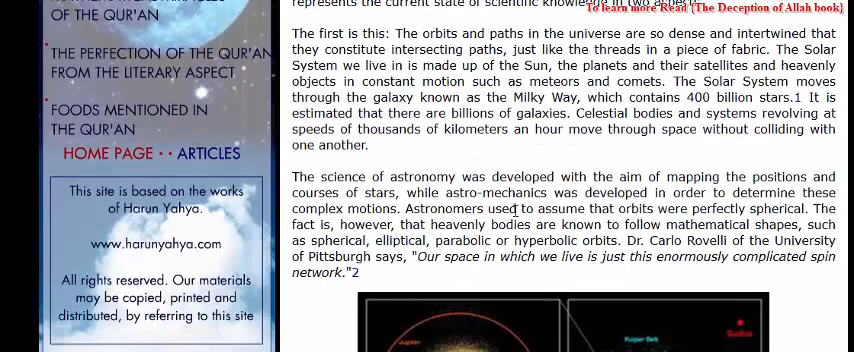 OF THE QUR'AN
THE PERFECTION OF THE QUR'AN
FROM THE LITERARY ASPECT
FOODS MENTIONED IN
THE QUR'AN
HOME PAGE • • ARTICLES
This site is based on the works
of Harun Yahya.
www.harunyahya.com
All rights reserved. Our materials
may be copied, printed and
distributed, by referring to this site
represents the current state of scientific knowledge in two
To learn more Read {The Deception of Allah book}
The first is this: The orbits and paths in the universe are so dense and intertwined that
they constitute intersecting paths, just like the threads in a piece of fabric. The Solar
System we live in is made up of the Sun, the planets and their satellites and heavenly
objects in constant motion such as meteors and comets. The Solar System moves
through the galaxy known as the Milky Way, which contains 400 billion stars.1 It is
estimated that there are billions of galaxies. Celestial bodies and systems revolving at
speeds of thousands of kilometers an hour move through space without colliding with
one another.
The science of astronomy was developed with the aim of mapping the positions and
courses of stars, while astro-mechanics was developed in order to determine these
complex motions. Astronomers used to assume that orbits were perfectly spherical. The
fact is, however, that heavenly bodies are known to follow mathematical shapes, such
as spherical, elliptical, parabolic or hyperbolic orbits. Dr. Carlo Rovelli of the University
of Pittsburgh says, "Our space in which we live is just this enormously complicated spin
network."2
Jupiter
Kuiper Belt